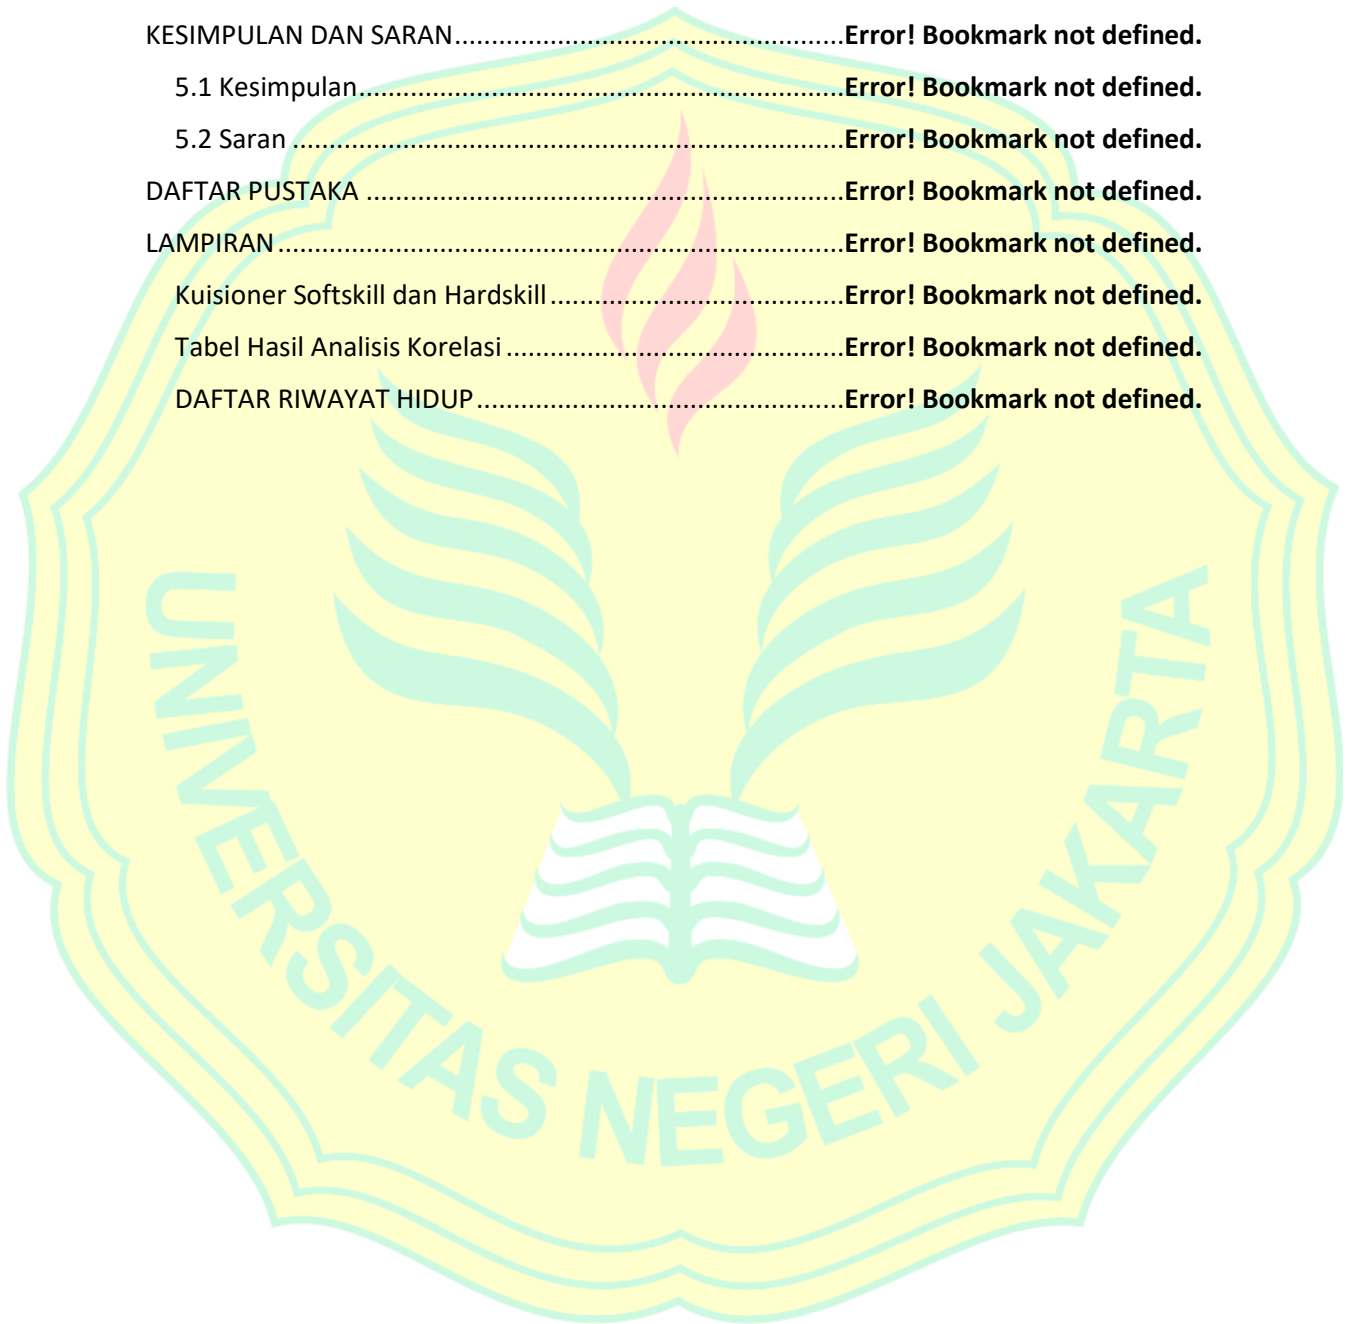 KESIMPULAN DAN SARAN.....................................................Error! Bookmark not defined.
5.1 Kesimpulan..................................................................Error! Bookmark not defined.
5.2 Saran ...........................................................................Error! Bookmark not defined.
DAFTAR PUSTAKA .................................................................Error! Bookmark not defined.
LAMPIRAN.............................................................................Error! Bookmark not defined.
Kuisioner Softskill dan Hardskill........................................Error! Bookmark not defined.
Tabel Hasil Analisis Korelasi ..............................................Error! Bookmark not defined.
DAFTAR RIWAYAT HIDUP..................................................Error! Bookmark not defined.
UNIVERSITAS NEGERI JAKARTA